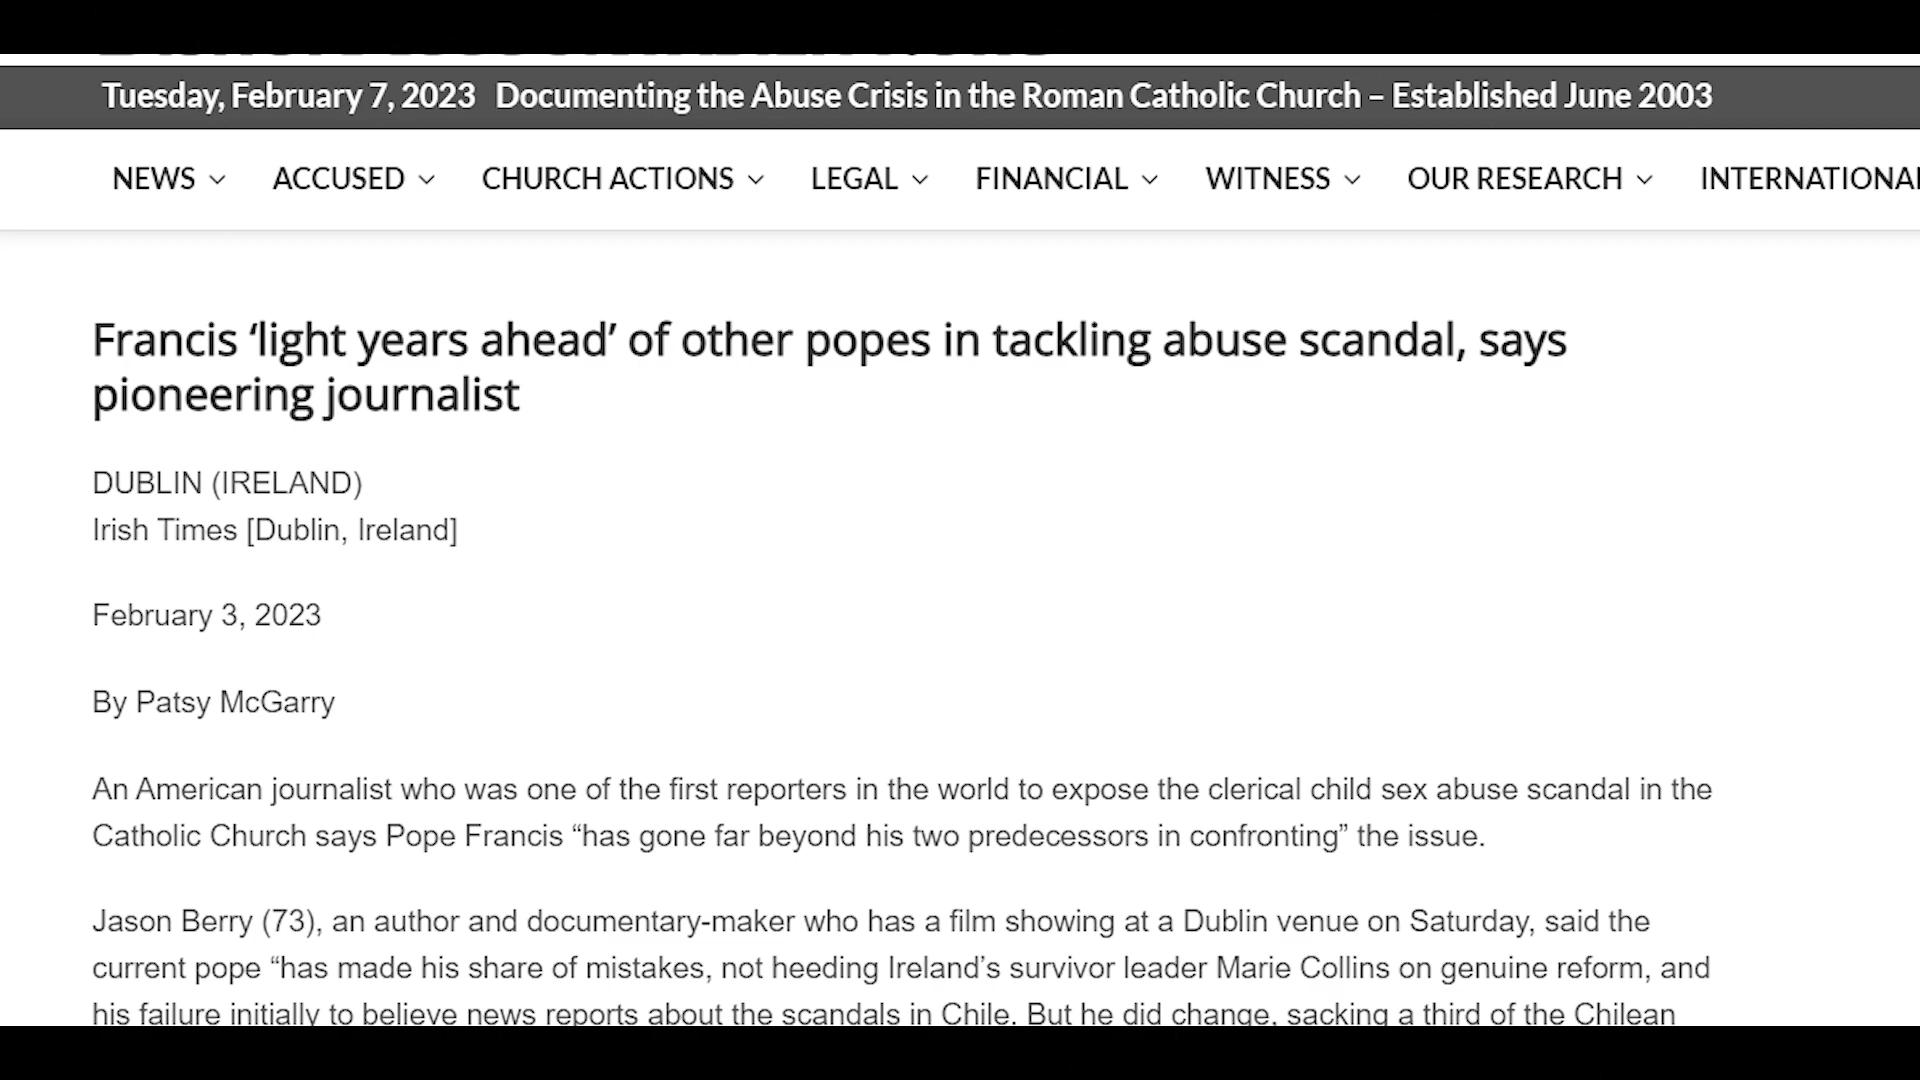 Tuesday, February 7, 2023 Documenting the Abuse Crisis in the Roman Catholic Church – Established June 2003
NEWS ACCUSED CHURCH ACTIONS LEGAL FINANCIAL WITNESS OUR RESEARCH INTERNATIONAL
Francis ‘light years ahead’ of other popes in tackling abuse scandal, says
pioneering journalist
DUBLIN (IRELAND)
Irish Times [Dublin, Ireland]
February 3, 2023
By Patsy McGarry
An American journalist who was one of the first reporters in the world to expose the clerical child sex abuse scandal in the
Catholic Church says Pope Francis “has gone far beyond his two predecessors in confronting” the issue.
Jason Berry (73), an author and documentary-maker who has a film showing at a Dublin venue on Saturday, said the
current pope “has made his share of mistakes, not heeding Ireland’s survivor leader Marie Collins on genuine reform, and
his failure initially to believe news reports about the scandals in Chile. But he did change, sacking a third of the Chilean